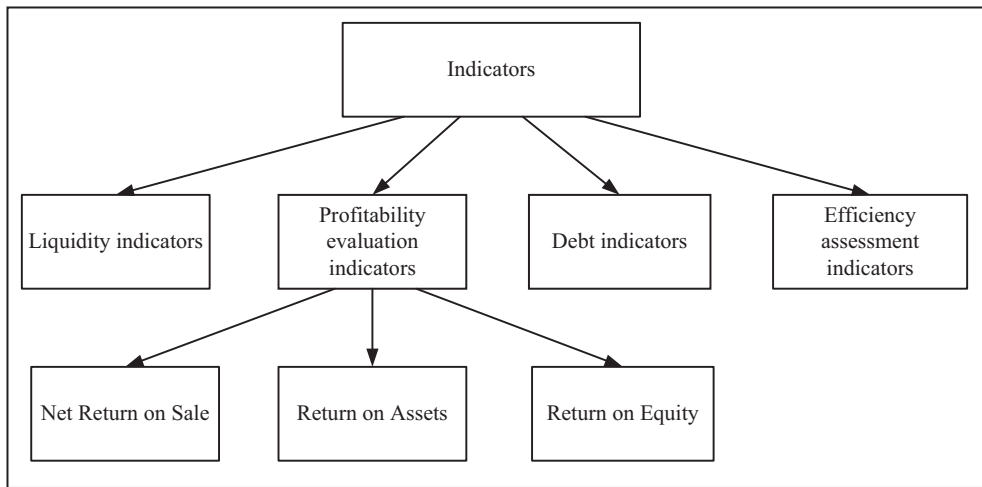 Indicators
Liquidity indicators
Profitability
evaluation
indicators
Debt indicators
Efficiency
assessment
indicators
Net Return on Sale
Return on Assets
Return on Equity